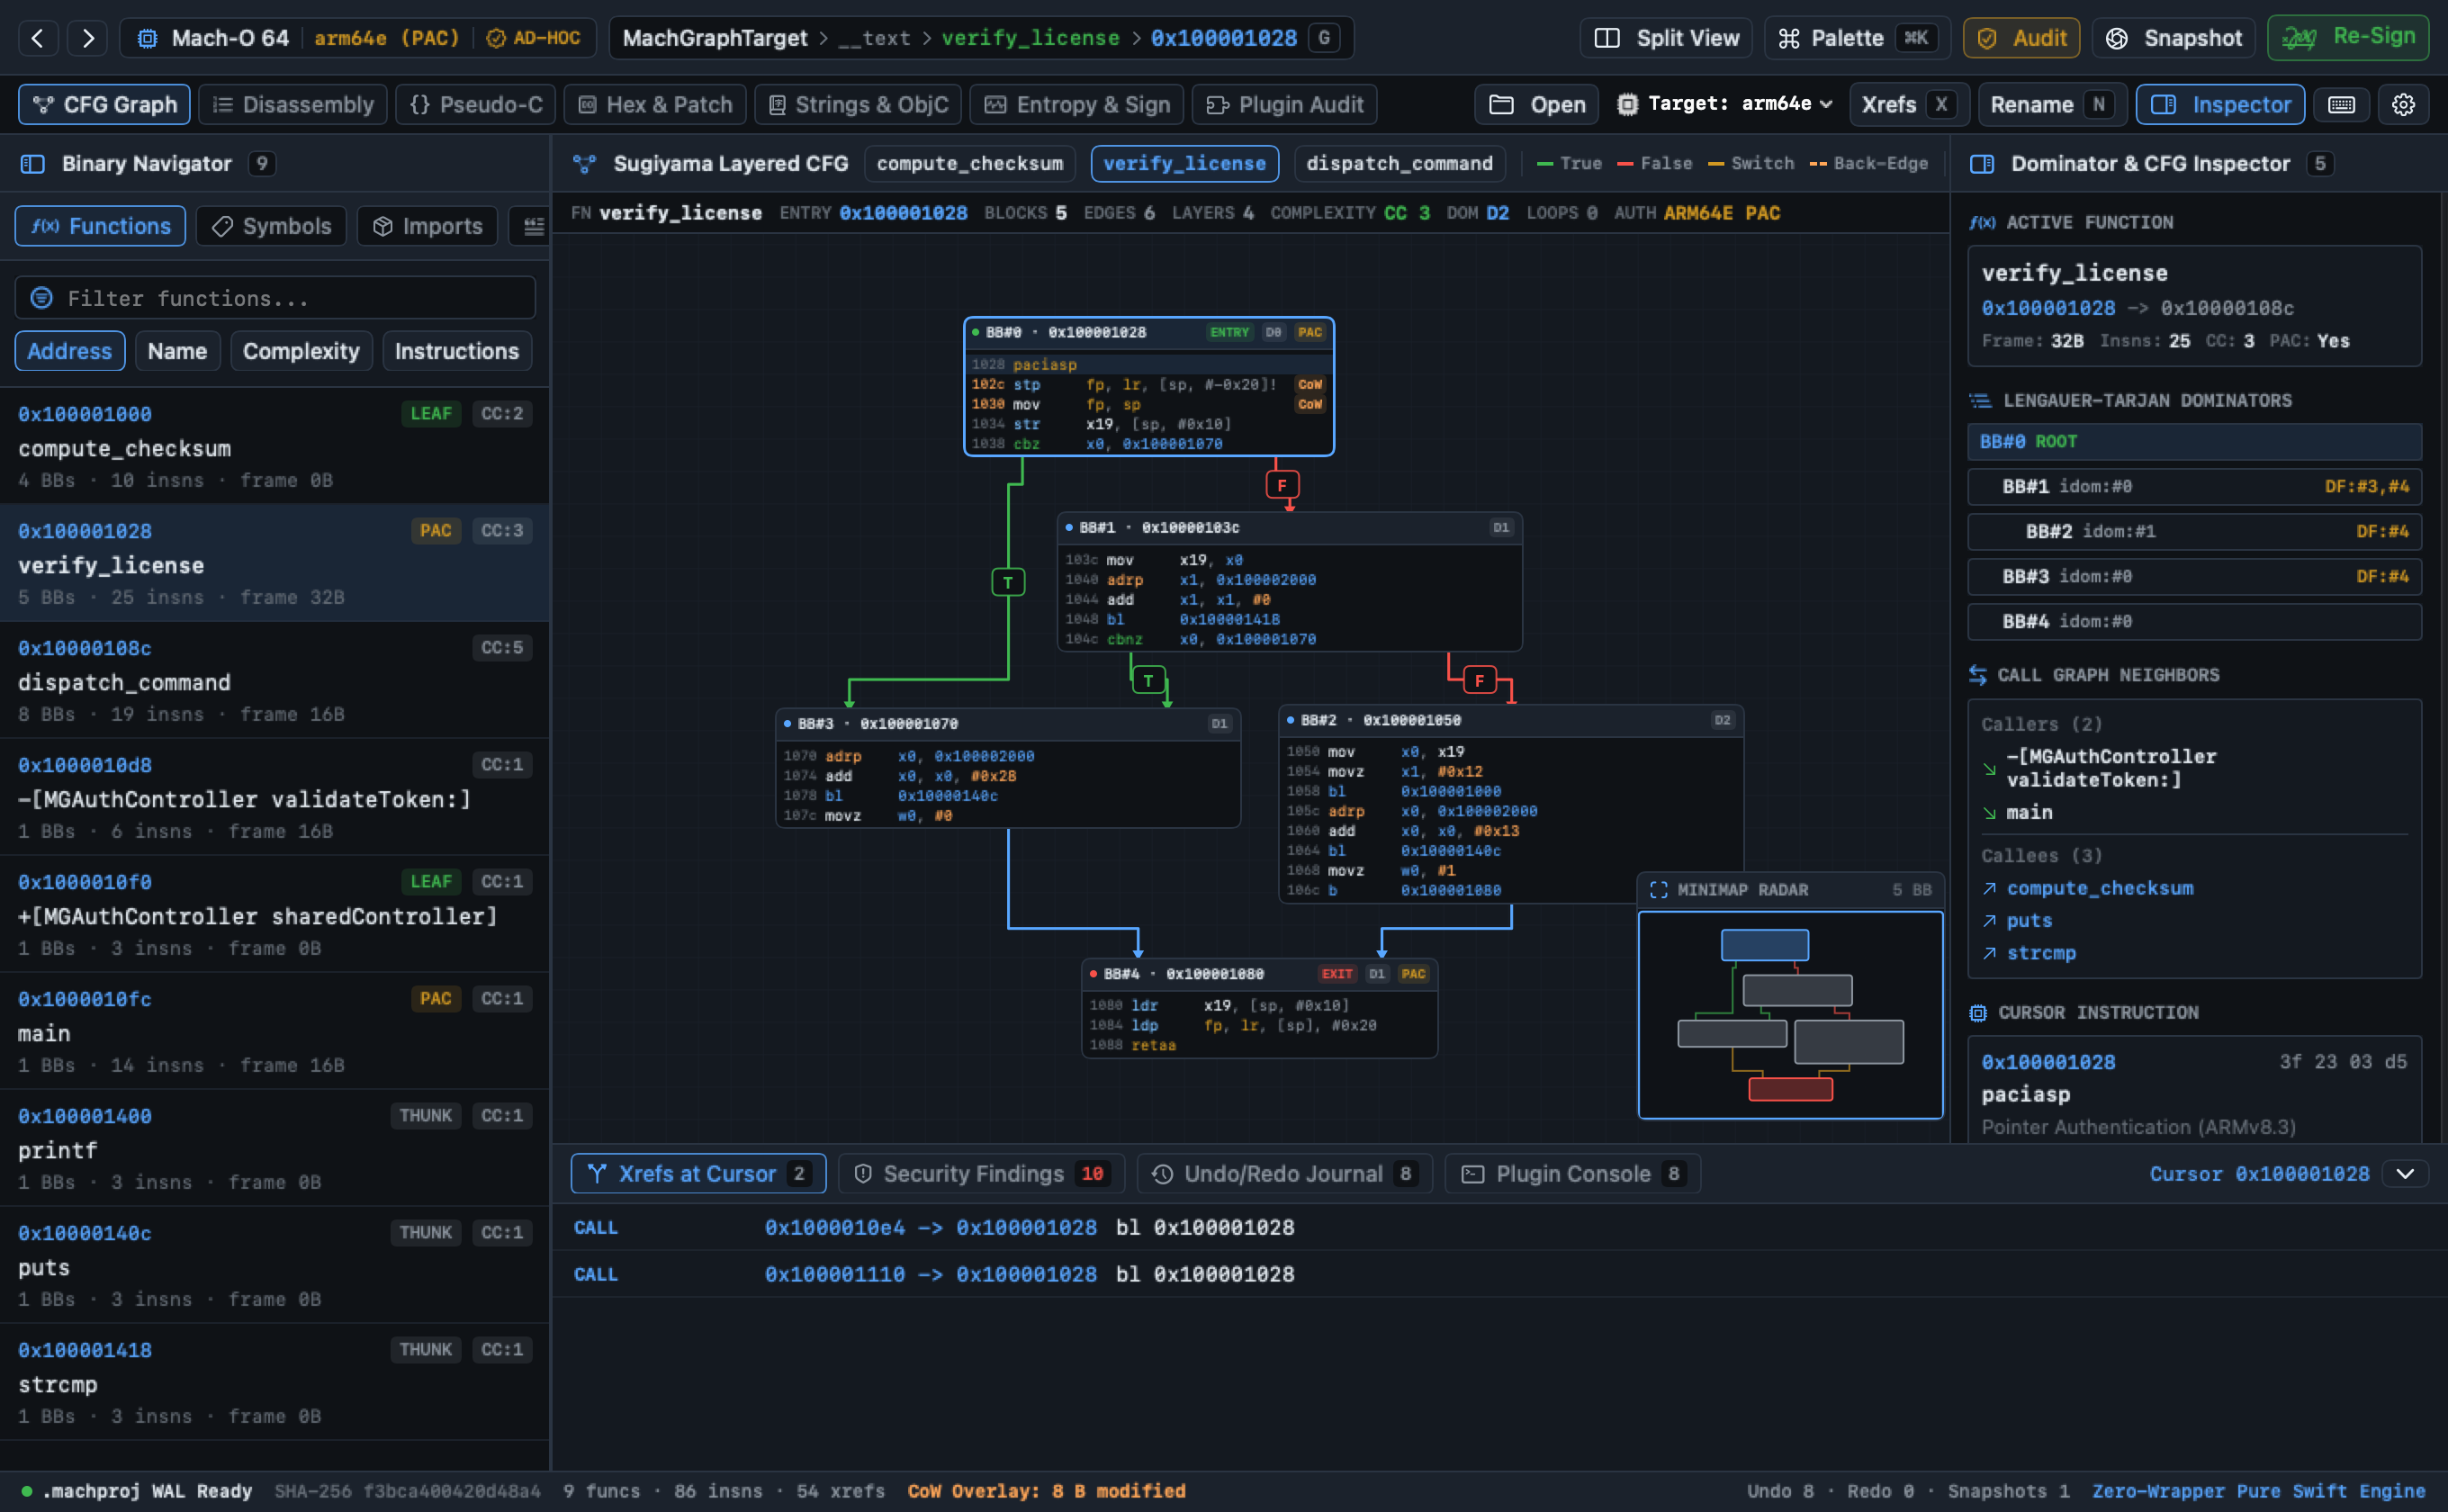 Mach-O 64 arm64e (PAC) AD-HOC MachGraphTarget > __text > verify_license > 0x100001028 G Split View Palette ⌘K Audit Snapshot Re-Sign
CFG Graph Disassembly {} Pseudo-C Hex & Patch Strings & ObjC Entropy & Sign Plugin Audit Open Target: arm64e Xrefs X Rename N Inspector
Binary Navigator 9
f(x) Functions Symbols Imports
Filter functions...
Address Name Complexity Instructions
0x100001000 LEAF CC:2
compute_checksum
4 BBs · 10 insns · frame 0B
0x100001028 PAC CC:3
verify_license
5 BBs · 25 insns · frame 32B
0x10000108c CC:5
dispatch_command
8 BBs · 19 insns · frame 16B
0x1000010d8 CC:1
-[MGAuthController validateToken:]
1 BBs · 6 insns · frame 16B
0x1000010f0 LEAF CC:1
+[MGAuthController sharedController]
1 BBs · 3 insns · frame 0B
0x1000010fc PAC CC:1
main
1 BBs · 14 insns · frame 16B
0x100001400 THUNK CC:1
printf
1 BBs · 3 insns · frame 0B
0x10000140c THUNK CC:1
puts
1 BBs · 3 insns · frame 0B
0x100001418 THUNK CC:1
strcmp
1 BBs · 3 insns · frame 0B
Sugiyama Layered CFG compute_checksum verify_license dispatch_command True False Switch Back-Edge
FN verify_license ENTRY 0x100001028 BLOCKS 5 EDGES 6 LAYERS 4 COMPLEXITY CC 3 DOM D2 LOOPS 0 AUTH ARM64E PAC
BB#0 · 0x100001028 ENTRY D0 PAC
1028 paciasp
102c stp fp, lr, [sp, #-0x20]! CoW
1030 mov fp, sp CoW
1034 str x19, [sp, #0x10]
1038 cbz x0, 0x100001070
F
BB#1 · 0x10000103c D1
103c mov x19, x0
1040 adrp x1, 0x100002000
1044 add x1, x1, #0
1048 bl 0x100001418
104c cbnz x0, 0x100001070
T
T
F
BB#3 · 0x100001070 D1
1070 adrp x0, 0x100002000
1074 add x0, x0, #0x28
1078 bl 0x10000140c
107c movz w0, #0
BB#2 · 0x100001050 D2
1050 mov x0, x19
1054 movz x1, #0x12
1058 bl 0x100001000
105c adrp x0, 0x100002000
1060 add x0, x0, #0x13
1064 bl 0x10000140c
1068 movz w0, #1
106c b 0x100001080
BB#4 · 0x100001080 EXIT D1 PAC
1080 ldr x19, [sp, #0x10]
1084 ldp fp, lr, [sp], #0x20
1088 retaa
MINIMAP RADAR 5 BB
Dominator & CFG Inspector 5
f(x) ACTIVE FUNCTION
verify_license
0x100001028 -> 0x10000108c
Frame: 32B Insns: 25 CC: 3 PAC: Yes
LENGAUER-TARJAN DOMINATORS
BB#0 ROOT
BB#1 idom:#0 DF:#3,#4
BB#2 idom:#1 DF:#4
BB#3 idom:#0 DF:#4
BB#4 idom:#0
CALL GRAPH NEIGHBORS
Callers (2)
-[MGAuthController
validateToken:]
main
Callees (3)
compute_checksum
puts
strcmp
CURSOR INSTRUCTION
0x100001028 3f 23 03 d5
paciasp
Pointer Authentication (ARMv8.3)
Xrefs at Cursor 2 Security Findings 10 Undo/Redo Journal 8 Plugin Console 8 Cursor 0x100001028
CALL 0x1000010e4 -> 0x100001028 bl 0x100001028
CALL 0x100001110 -> 0x100001028 bl 0x100001028
.machproj WAL Ready SHA-256 f3bca400420d48a4 9 funcs · 86 insns · 54 xrefs CoW Overlay: 8 B modified Undo 8 · Redo 0 · Snapshots 1 Zero-Wrapper Pure Swift Engine